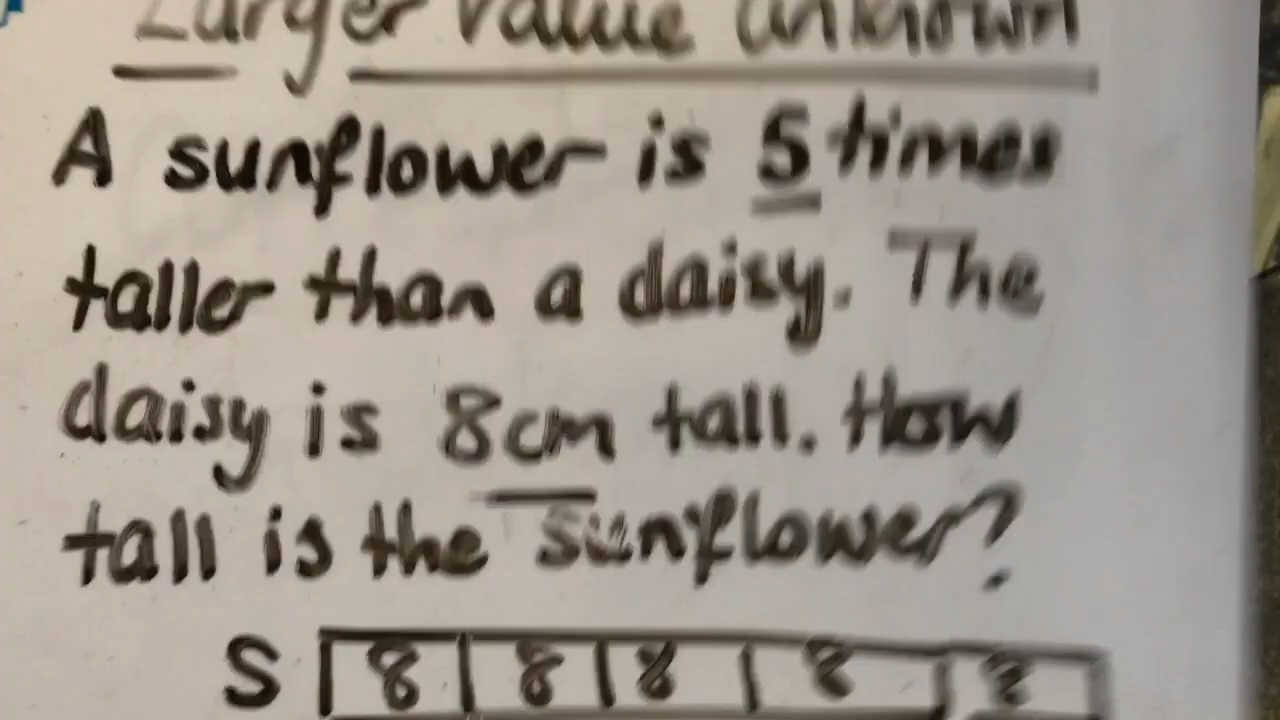 Larger Value Unknown
A sunflower is 5 times
taller than a daisy. The
daisy is 8cm tall. How
tall is the sunflower?
S 8 8 8 8 8